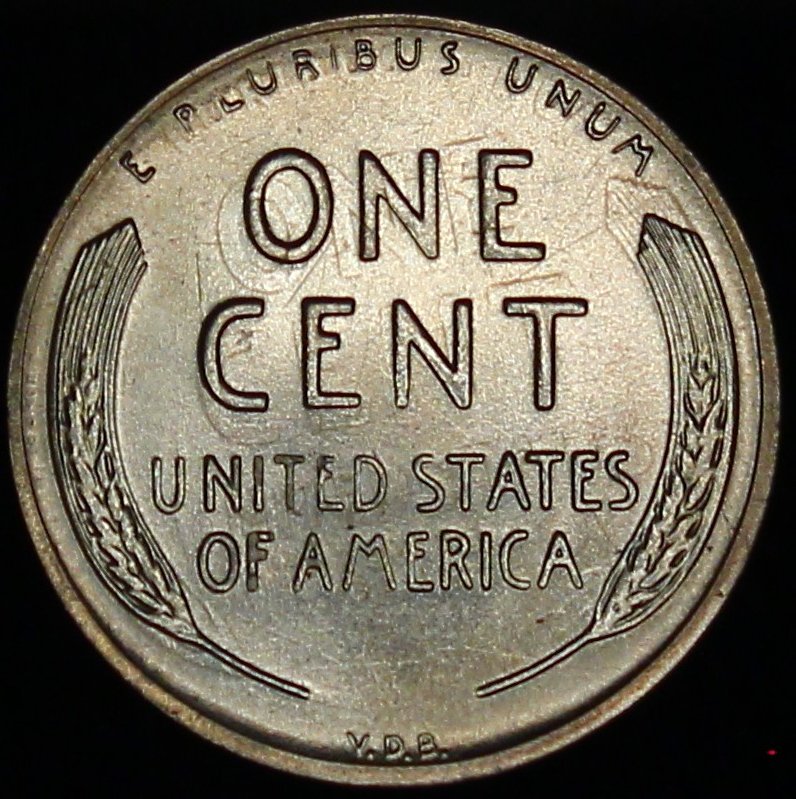 E PLURIBUS UNUM
ONE
CENT
UNITED STATES
OF AMERICA
V.D.B.